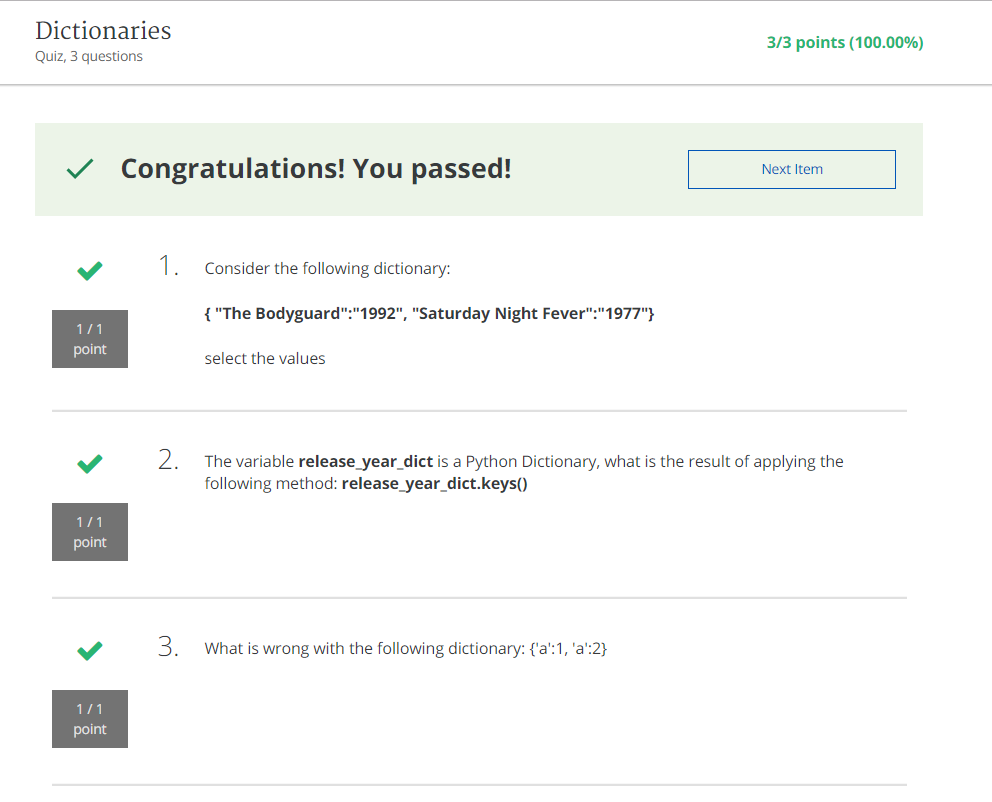 Dictionaries
Quiz, 3 questions
3/3 points (100.00%)
Congratulations! You passed!
Next Item
1.
Consider the following dictionary:
{ "The Bodyguard":"1992", "Saturday Night Fever":"1977"}
select the values
1 / 1
point
2.
The variable release_year_dict is a Python Dictionary, what is the result of applying the
following method: release_year_dict.keys()
1 / 1
point
3.
What is wrong with the following dictionary: {'a':1, 'a':2}
1 / 1
point